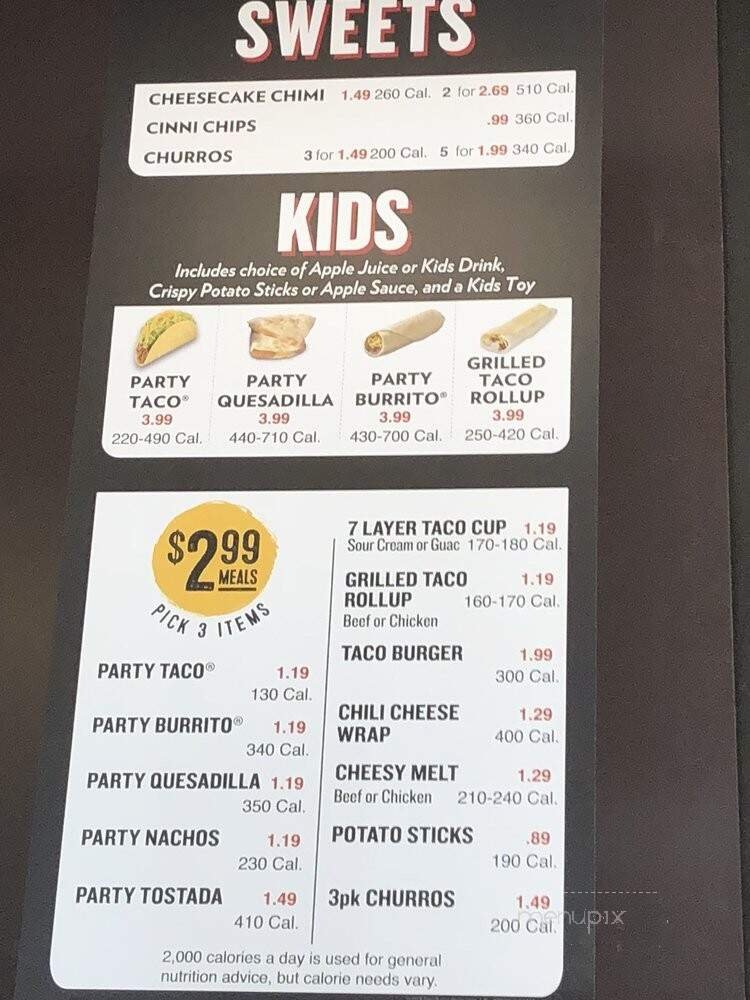 SWEETS
CHEESECAKE CHIMI 1.49 260 Cal. 2 for 2.69 510 Cal.
CINNI CHIPS .99 360 Cal.
CHURROS 3 for 1.49 200 Cal. 5 for 1.99 340 Cal.
KIDS
Includes choice of Apple Juice or Kids Drink,
Crispy Potato Sticks or Apple Sauce, and a Kids Toy
PARTY
TACO®
3.99
220-490 Cal.
PARTY
QUESADILLA
3.99
440-710 Cal.
PARTY
BURRITO®
3.99
430-700 Cal.
GRILLED
TACO
ROLLUP
3.99
250-420 Cal.
$2.99
MEALS
PICK 3 ITEMS
PARTY TACO® 1.19
130 Cal.
PARTY BURRITO® 1.19
340 Cal.
PARTY QUESADILLA 1.19
350 Cal.
PARTY NACHOS 1.19
230 Cal.
PARTY TOSTADA 1.49
410 Cal.
7 LAYER TACO CUP 1.19
Sour Cream or Guac 170-180 Cal.
GRILLED TACO 1.19
ROLLUP 160-170 Cal.
Beef or Chicken
TACO BURGER 1.99
300 Cal.
CHILI CHEESE 1.29
WRAP 400 Cal.
CHEESY MELT 1.29
Beef or Chicken 210-240 Cal.
POTATO STICKS .89
190 Cal.
3pk CHURROS 1.49
200 Cal.
menupix
2,000 calories a day is used for general
nutrition advice, but calorie needs vary.